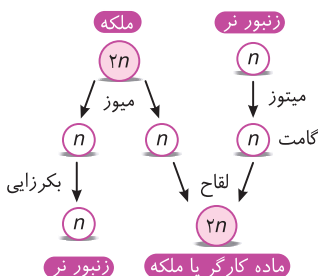 زنبور نر
ملکه
n
۲n
میتوز
میوز
n
n
n
گامت
لقاح
بکرزایی
۲n
n
ماده کارگر یا ملکه
زنبور نر